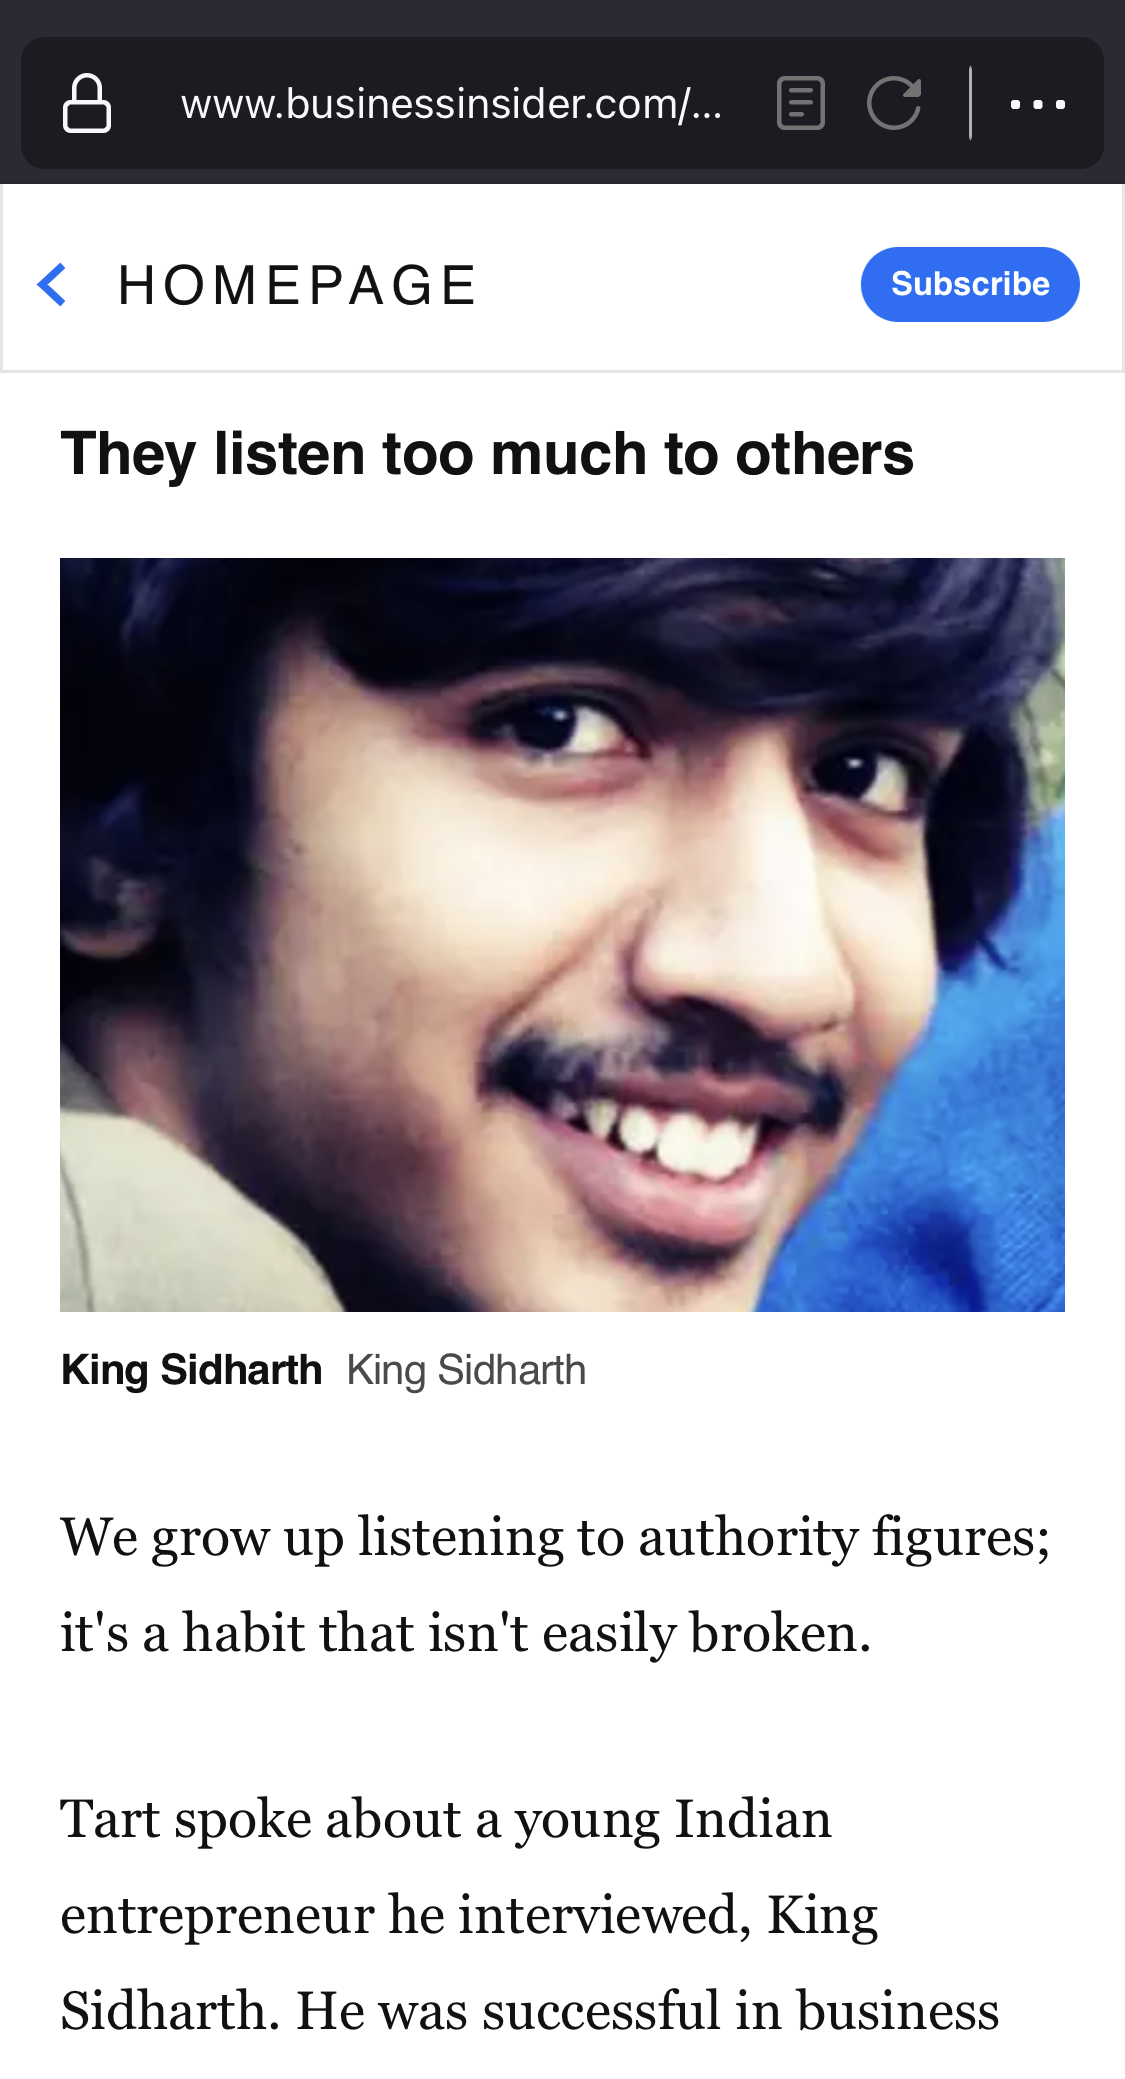 www.businessinsider.com/...
HOMEPAGE
Subscribe
They listen too much to others
King Sidharth King Sidharth
We grow up listening to authority figures;
it's a habit that isn't easily broken.
Tart spoke about a young Indian
entrepreneur he interviewed, King
Sidharth. He was successful in business